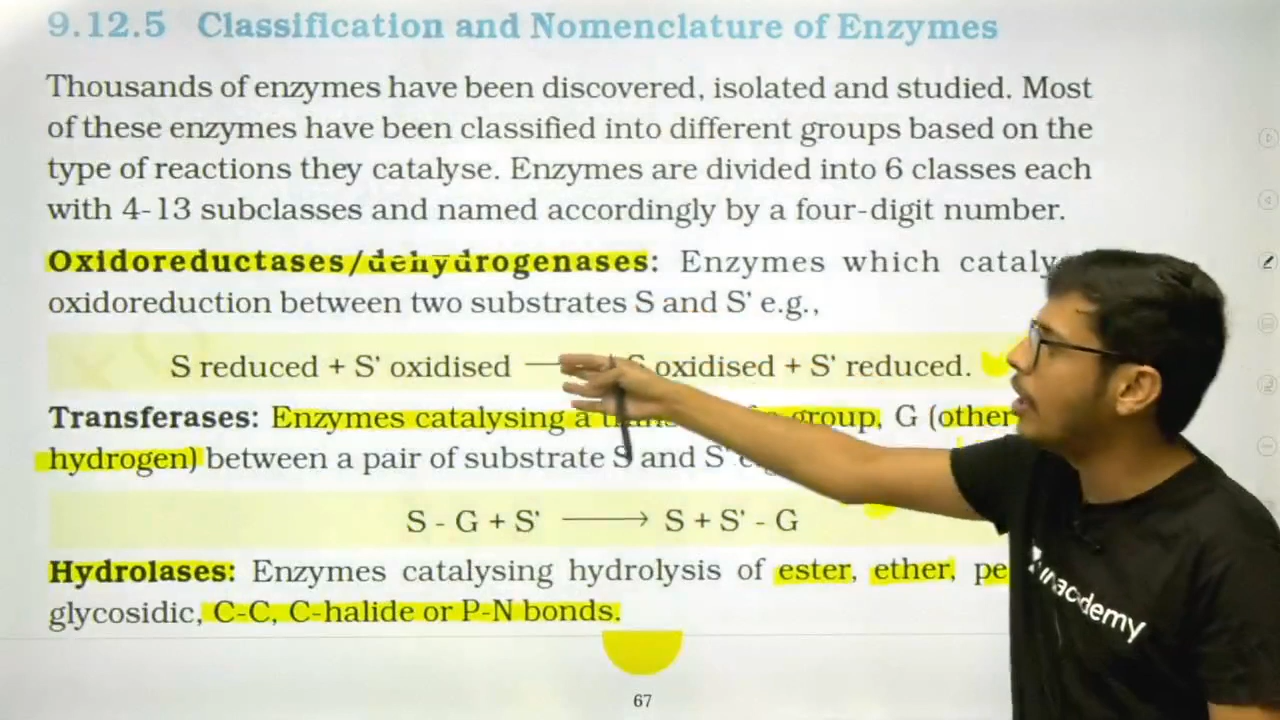 9.12.5 Classification and Nomenclature of Enzymes
Thousands of enzymes have been discovered, isolated and studied. Most
of these enzymes have been classified into different groups based on the
type of reactions they catalyse. Enzymes are divided into 6 classes each
with 4-13 subclasses and named accordingly by a four-digit number.
Oxidoreductases/dehydrogenases: Enzymes which cataly
oxidoreduction between two substrates S and S' e.g.,
S reduced + S' oxidised S oxidised + S' reduced.
Transferases: Enzymes catalysing a group, G (other
hydrogen) between a pair of substrate S and S'
S - G + S' ⟶ S + S' - G
Hydrolases: Enzymes catalysing hydrolysis of ester, ether, pe
glycosidic, C-C, C-halide or P-N bonds.
67
unacademy